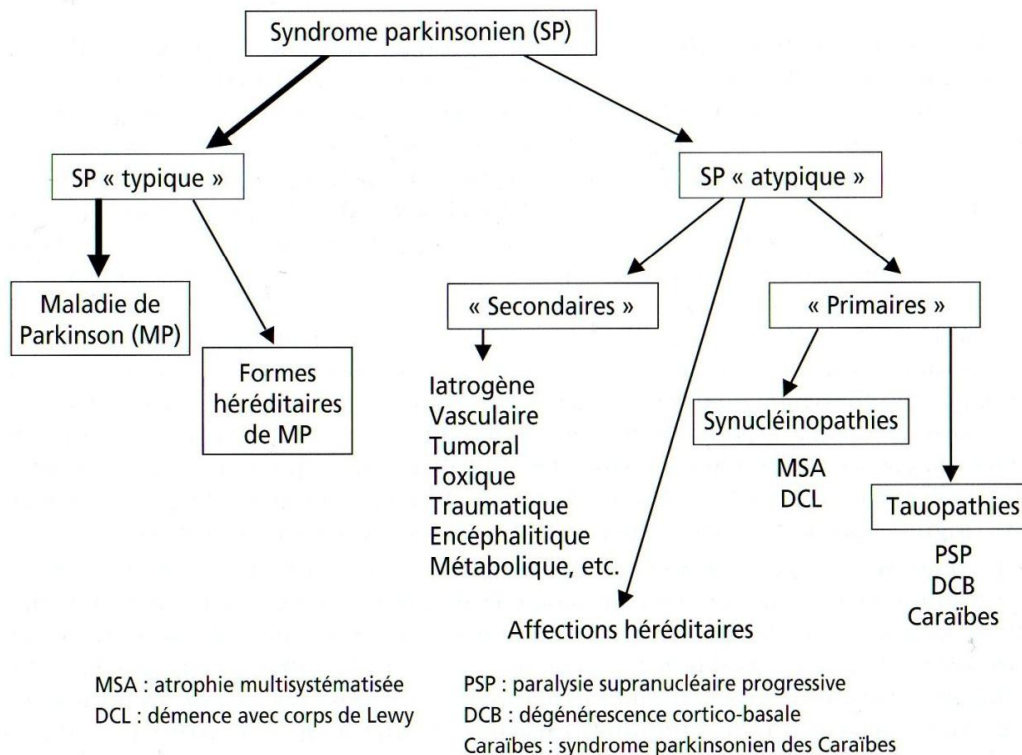 Syndrome parkinsonien (SP)
SP « typique »
SP « atypique »
Maladie de
Parkinson (MP)
Formes
héréditaires
de MP
« Secondaires »
« Primaires »
Iatrogène
Vasculaire
Tumoral
Toxique
Traumatique
Encéphalitique
Métabolique, etc.
Synucléinopathies
MSA
DCL
Tauopathies
PSP
DCB
Caraïbes
Affections héréditaires
MSA : atrophie multisystématisée
DCL : démence avec corps de Lewy
PSP : paralysie supranucléaire progressive
DCB : dégénérescence cortico-basale
Caraïbes : syndrome parkinsonien des Caraïbes